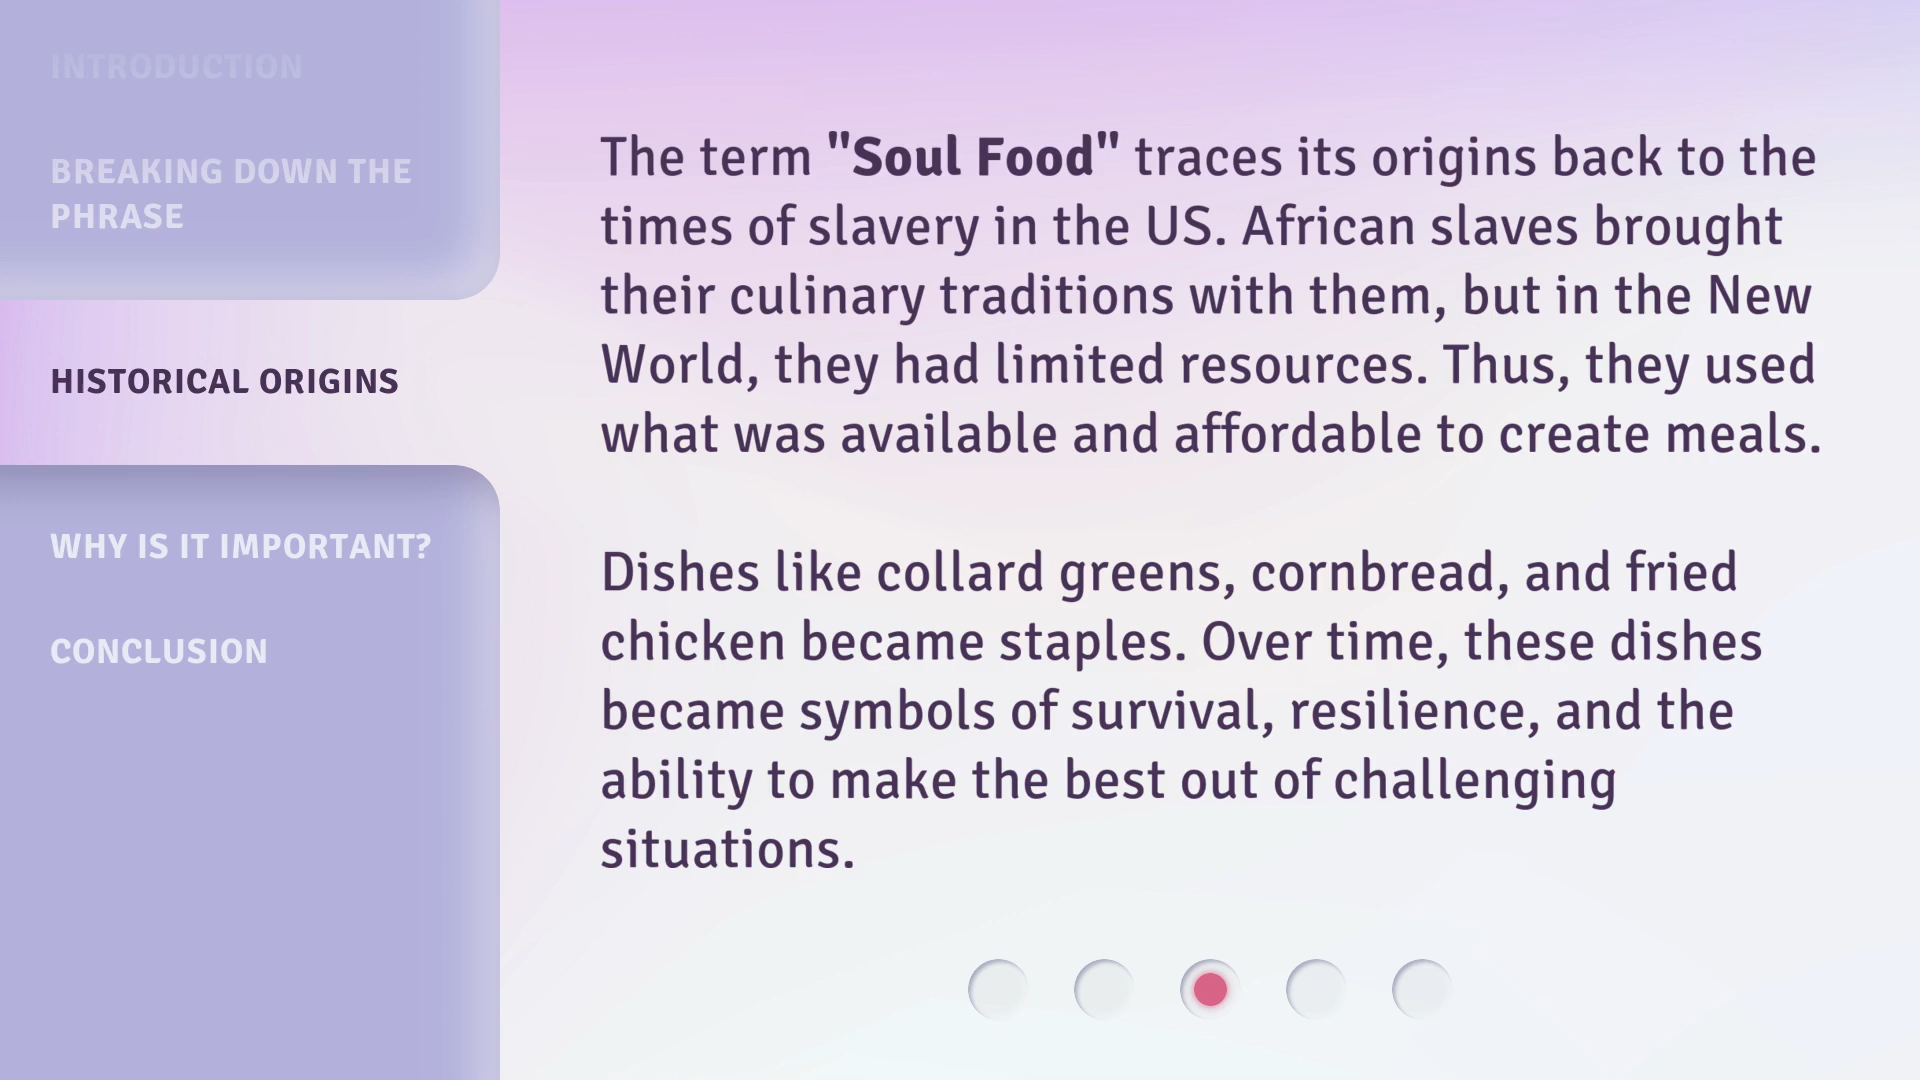 INTRODUCTION
BREAKING DOWN THE
PHRASE
HISTORICAL ORIGINS
WHY IS IT IMPORTANT?
CONCLUSION
The term "Soul Food" traces its origins back to the
times of slavery in the US. African slaves brought
their culinary traditions with them, but in the New
World, they had limited resources. Thus, they used
what was available and affordable to create meals.
Dishes like collard greens, cornbread, and fried
chicken became staples. Over time, these dishes
became symbols of survival, resilience, and the
ability to make the best out of challenging
situations.